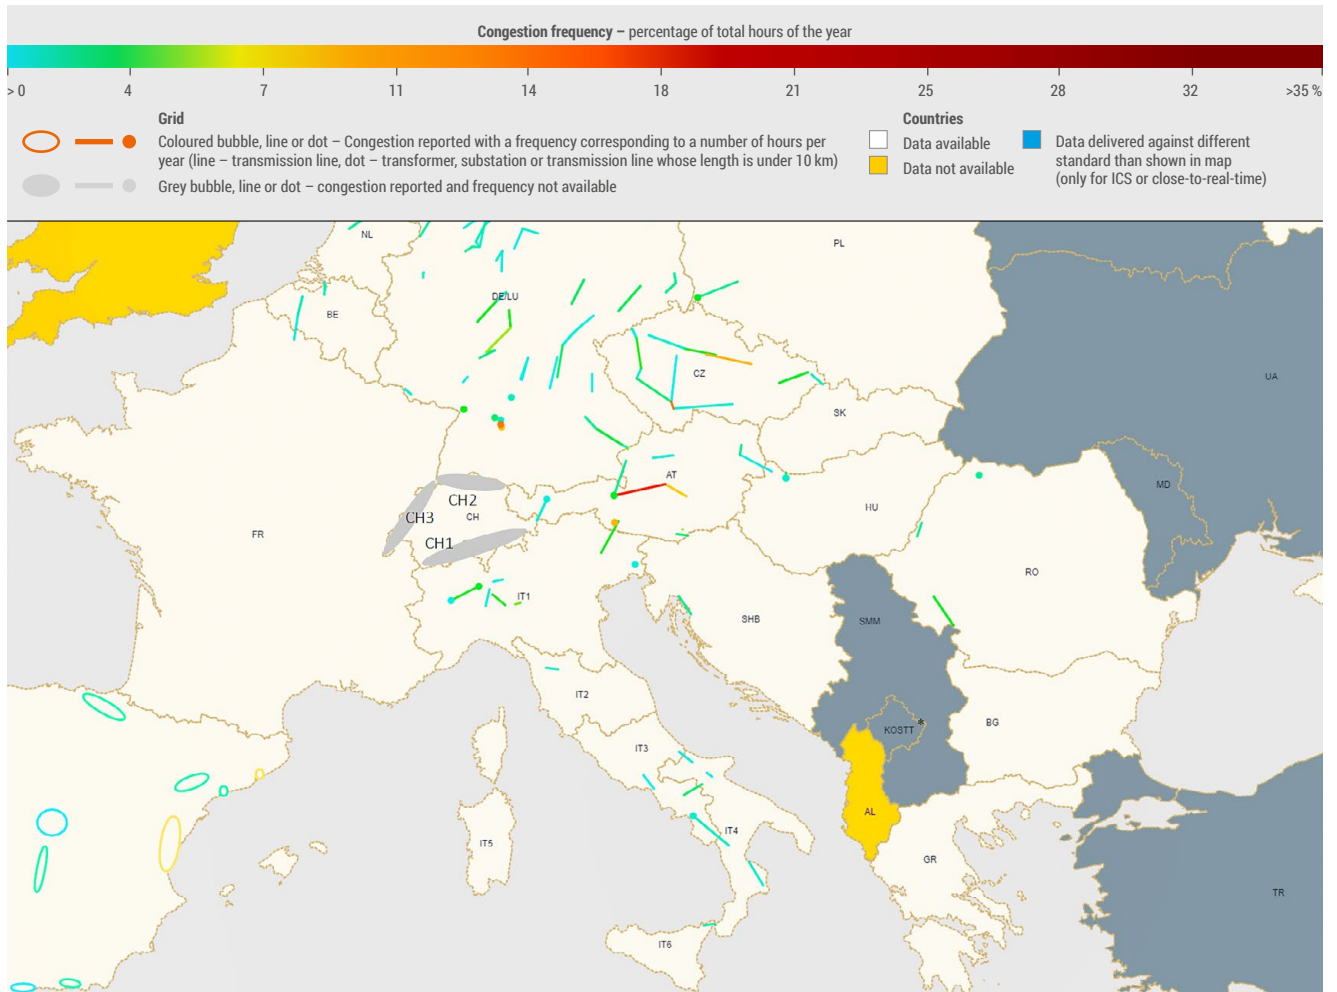 Congestion frequency – percentage of total hours of the year
> 0 4 7 11 14 18 21 25 28 32 >35 %
Grid
Coloured bubble, line or dot – Congestion reported with a frequency corresponding to a number of hours per
year (line – transmission line, dot – transformer, substation or transmission line whose length is under 10 km)
Grey bubble, line or dot – congestion reported and frequency not available
Countries
Data available
Data not available
Data delivered against different
standard than shown in map
(only for ICS or close-to-real-time)
NL
PL
DE/LU
BE
CZ
UA
SK
AT
MD
CH2
CH3
CH
CH1
HU
FR
RO
IT1
SHB
SMM
IT2
BG
KOSTT *
IT3
AL
IT4
IT5
GR
TR
IT6